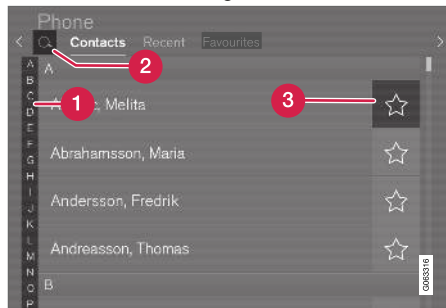 Phone
Contacts Recent Favourites
2
A
A
B
C
D
E
F
G
H
I
J
K
L
M
N
O
P
1
Melita
3
Abrahamsson, Maria
Andersson, Fredrik
Andreasson, Thomas
B
G063316